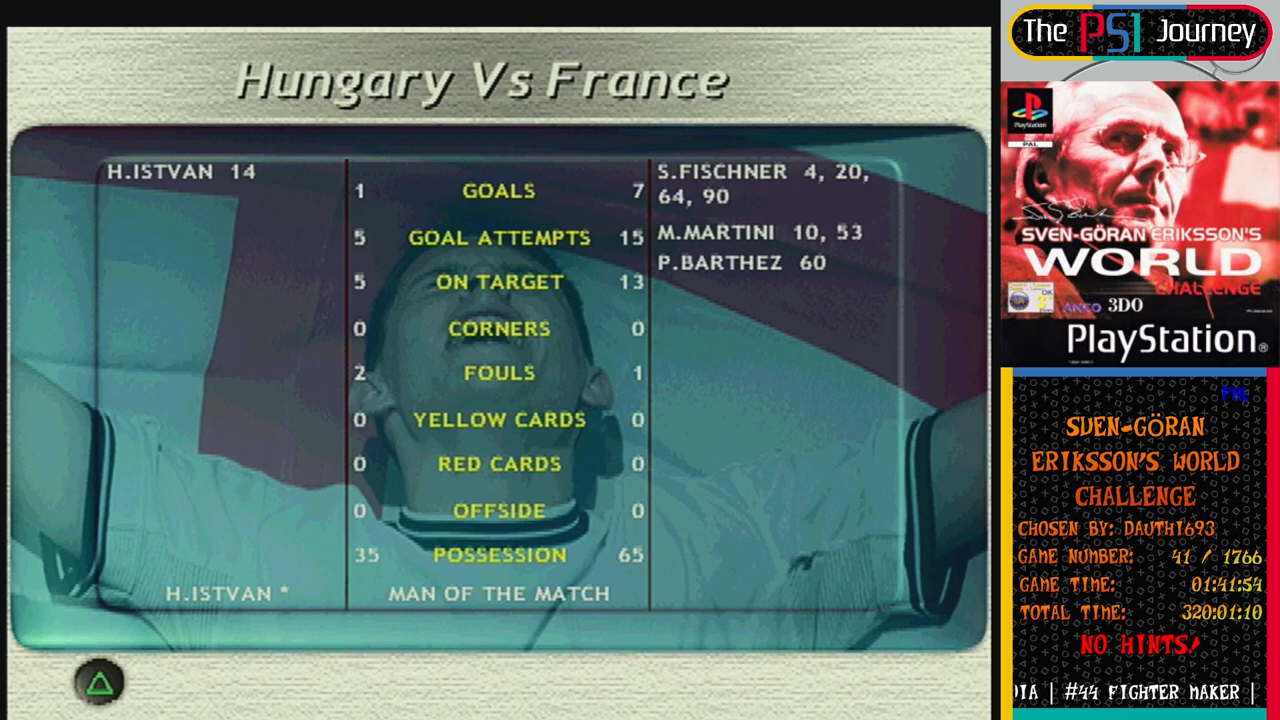 Hungary Vs France
H.ISTVAN 14
1 GOALS 7
5 GOAL ATTEMPTS 15
5 ON TARGET 13
0 CORNERS 0
2 FOULS 1
0 YELLOW CARDS 0
0 RED CARDS 0
0 OFFSIDE 0
35 POSSESSION 65
H.ISTVAN * MAN OF THE MATCH
S.FISCHNER 4, 20,
64, 90
M.MARTINI 10, 53
P.BARTHEZ 60
The PS1 Journey
PlayStation
PAL
SVEN-GÖRAN ERIKSSON'S
WORLD
CHALLENGE
3DO
PlayStation®
PAL
SVEN-GÖRAN
ERIKSSON'S WORLD
CHALLENGE
CHOSEN BY: DAUTH1693
GAME NUMBER: 41 / 1766
GAME TIME: 01:41:54
TOTAL TIME: 320:01:10
NO HINTS!
DIA | #44 FIGHTER MAKER |